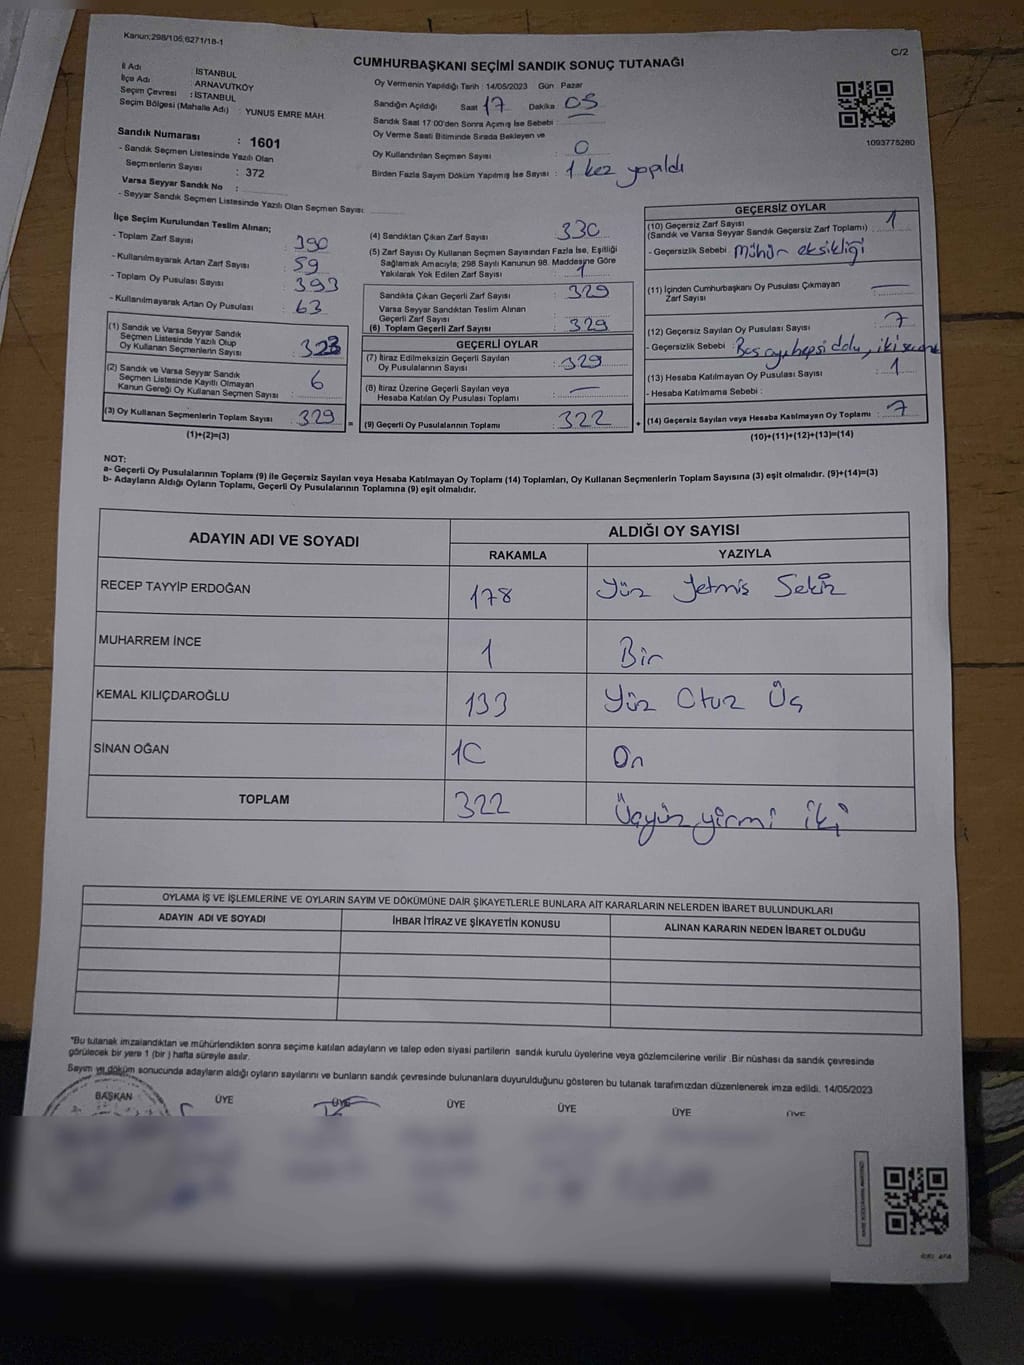 Kanun;298/105;6271/18-1
C/2
CUMHURBAŞKANI SEÇİMİ SANDIK SONUÇ TUTANAĞI
İl Adı : İSTANBUL
İlçe Adı : ARNAVUTKÖY
Seçim Çevresi : İSTANBUL
Seçim Bölgesi (Mahalle Adı) : YUNUS EMRE MAH.
Oy Vermenin Yapıldığı Tarih : 14/05/2023 Gün Pazar
Sandığın Açıldığı Saat 17 Dakika 05
Sandık Saat 17:00'den Sonra Açımış İse Sebebi :
Oy Verme Saati Bitiminde Sırada Bekleyen ve
Oy Kullandırılan Seçmen Sayısı : 0
Birden Fazla Sayım Döküm Yapılmış İse Sayısı : 1 kez yapıldı
1093775280
Sandık Numarası : 1601
- Sandık Seçmen Listesinde Yazılı Olan
Seçmenlerin Sayısı : 372
Varsa Seyyar Sandık No :
- Seyyar Sandık Seçmen Listesinde Yazılı Olan Seçmen Sayısı
İlçe Seçim Kurulundan Teslim Alınan;
- Toplam Zarf Sayısı : 390
- Kullanılmayarak Artan Zarf Sayısı : 59
- Toplam Oy Pusulası Sayısı : 393
- Kullanılmayarak Artan Oy Pusulası : 63
(1) Sandık ve Varsa Seyyar Sandık
Seçmen Listesinde Yazılı Olup
Oy Kullanan Seçmenlerin Sayısı : 323
(2) Sandık ve Varsa Seyyar Sandık
Seçmen Listesinde Kayıtlı Olmayan
Kanun Gereği Oy Kullanan Seçmen Sayısı : 6
(3) Oy Kullanan Seçmenlerin Toplam Sayısı : 329
(1)+(2)=(3)
(4) Sandıktan Çıkan Zarf Sayısı : 330
(5) Zarf Sayısı Oy Kullanan Seçmen Sayısından Fazla İse, Eşitliği
Sağlamak Amacıyla, 298 Sayılı Kanunun 98. Maddesine Göre
Yakılarak Yok Edilen Zarf Sayısı : 1
Sandıkta Çıkan Geçerli Zarf Sayısı : 329
Varsa Seyyar Sandıktan Teslim Alınan
Geçerli Zarf Sayısı
(6) Toplam Geçerli Zarf Sayısı : 329
GEÇERLİ OYLAR
(7) İtiraz Edilmeksizin Geçerli Sayılan
Oy Pusulalarının Sayısı : 329
(8) İtiraz Üzerine Geçerli Sayılan veya
Hesaba Katılan Oy Pusulası Toplamı : —
(9) Geçerli Oy Pusulalarının Toplamı : 322
GEÇERSİZ OYLAR
(10) Geçersiz Zarf Sayısı
(Sandık ve Varsa Seyyar Sandık Geçersiz Zarf Toplamı) : 1
- Geçersizlik Sebebi : Mühür eksikliği
(11) İçinden Cumhurbaşkanı Oy Pusulası Çıkmayan
Zarf Sayısı : —
(12) Geçersiz Sayılan Oy Pusulası Sayısı : 7
- Geçersizlik Sebebi : Boş oy, hepsi dolu, iki
(13) Hesaba Katılmayan Oy Pusulası Sayısı : 1
- Hesaba Katılmama Sebebi :
(14) Geçersiz Sayılan veya Hesaba Katılmayan Oy Toplamı : 7
(10)+(11)+(12)+(13)=(14)
NOT:
a- Geçerli Oy Pusulalarının Toplamı (9) ile Geçersiz Sayılan veya Hesaba Katılmayan Oy Toplamı (14) Toplamları, Oy Kullanan Seçmenlerin Toplam Sayısına (3) eşit olmalıdır. (9)+(14)=(3)
b- Adayların Aldığı Oyların Toplamı, Geçerli Oy Pusulalarının Toplamına (9) eşit olmalıdır.
ADAYIN ADI VE SOYADI
ALDIĞI OY SAYISI
RAKAMLA YAZIYLA
RECEP TAYYİP ERDOĞAN 178 Yüz Yetmiş Sekiz
MUHARREM İNCE 1 Bir
KEMAL KILIÇDAROĞLU 133 Yüz Otuz Üç
SİNAN OĞAN 10 On
TOPLAM 322 Üçyüz yirmi iki
OYLAMA İŞ VE İŞLEMLERİNE VE OYLARIN SAYIM VE DÖKÜMÜNE DAİR ŞİKAYETLERLE BUNLARA AİT KARARLARIN NELERDEN İBARET BULUNDUKLARI
ADAYIN ADI VE SOYADI İHBAR İTİRAZ VE ŞİKAYETİN KONUSU ALINAN KARARIN NEDEN İBARET OLDUĞU
"Bu tutanak imzalandıktan ve mühürlendikten sonra seçime katılan adayların ve talep eden siyasi partilerin sandık kurulu üyelerine veya gözlemcilerine verilir. Bir nüshası da sandık çevresinde
görülecek bir yere 1 (bir ) hafta süreyle asılır.
Sayım ve döküm sonucunda adayların aldığı oyların sayılarını ve bunların sandık çevresinde bulunanlara duyurulduğunu gösteren bu tutanak tarafımızdan düzenlenerek imza edildi. 14/05/2023
BAŞKAN ÜYE ÜYE ÜYE ÜYE ÜYE ÜYE